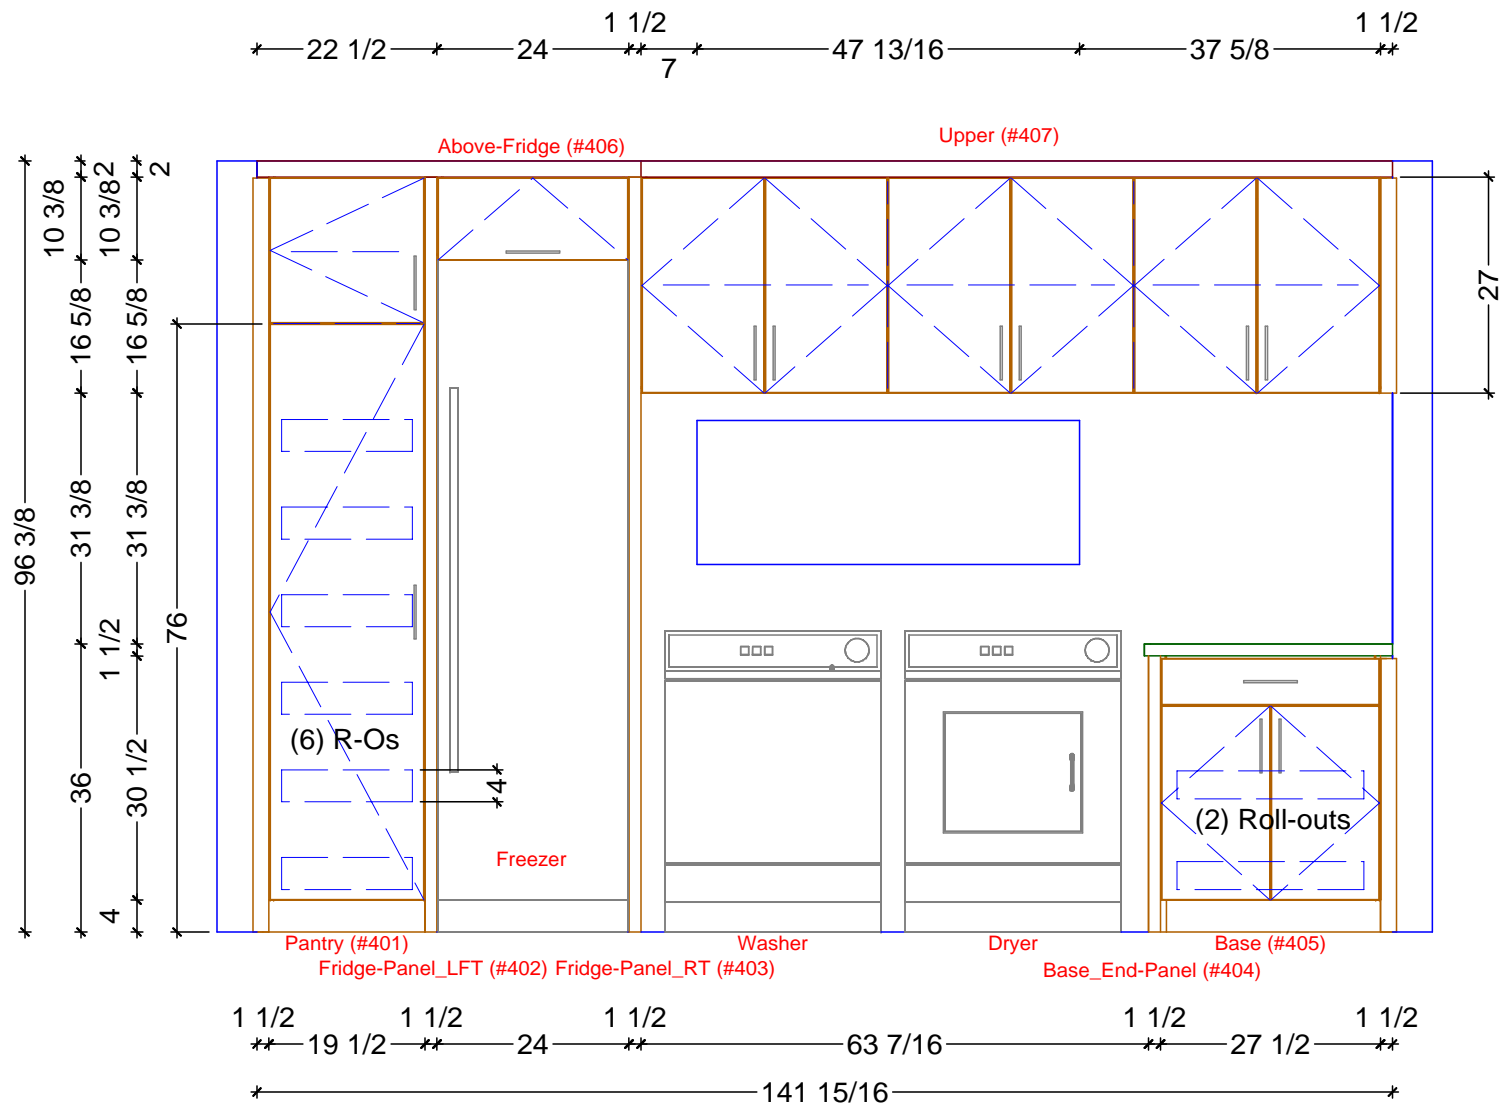 1 1/2
1 1/2
22 1/2
24
47 13/16
37 5/8
7
Above-Fridge (#406)
Upper (#407)
2
2
10 3/8
10 3/8
16 5/8
16 5/8
27
31 3/8
31 3/8
96 3/8
76
1 1/2
36
30 1/2
4
(6) R-Os
4
(2) Roll-outs
Freezer
Pantry (#401)
Washer
Dryer
Base (#405)
Fridge-Panel_LFT (#402)
Fridge-Panel_RT (#403)
Base_End-Panel (#404)
1 1/2
1 1/2
1 1/2
1 1/2
1 1/2
19 1/2
24
63 7/16
27 1/2
141 15/16